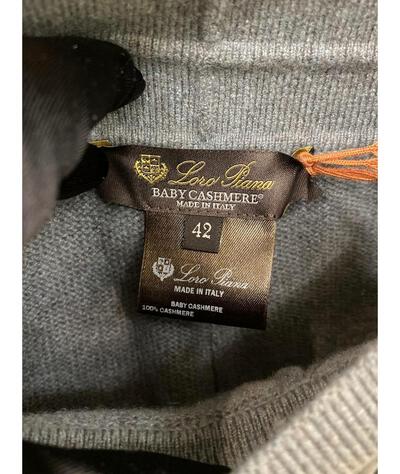 Loro Piana
BABY CASHMERE®
MADE IN ITALY
42
Loro Piana
MADE IN ITALY
BABY CASHMERE
100% CASHMERE